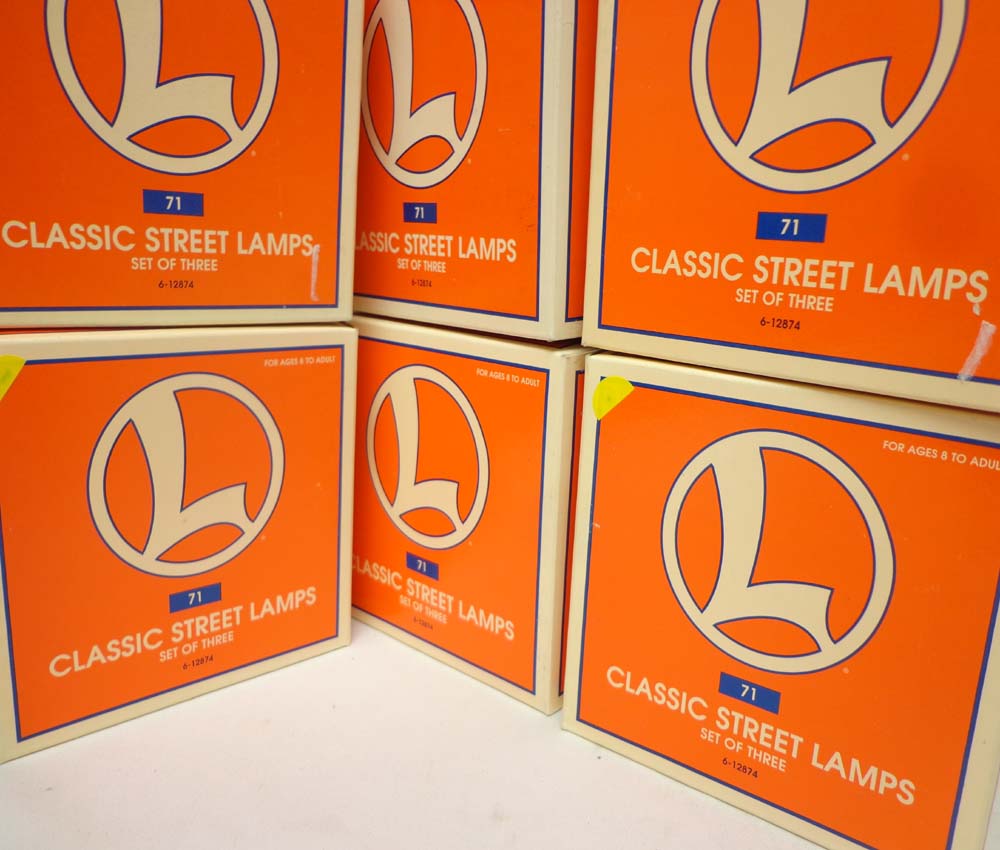 L
71
CLASSIC STREET LAMPS
SET OF THREE
6-12874
L
71
LASSIC STREET LAMPS
SET OF THREE
6-12874
L
71
CLASSIC STREET LAMPS
SET OF THREE
6-12874
FOR AGES 8 TO ADULT
L
71
CLASSIC STREET LAMPS
SET OF THREE
6-12874
FOR AGES 8 TO ADULT
L
71
CLASSIC STREET LAMPS
SET OF THREE
6-12874
FOR AGES 8 TO ADUL
L
71
CLASSIC STREET LAMPS
SET OF THREE
6-12874